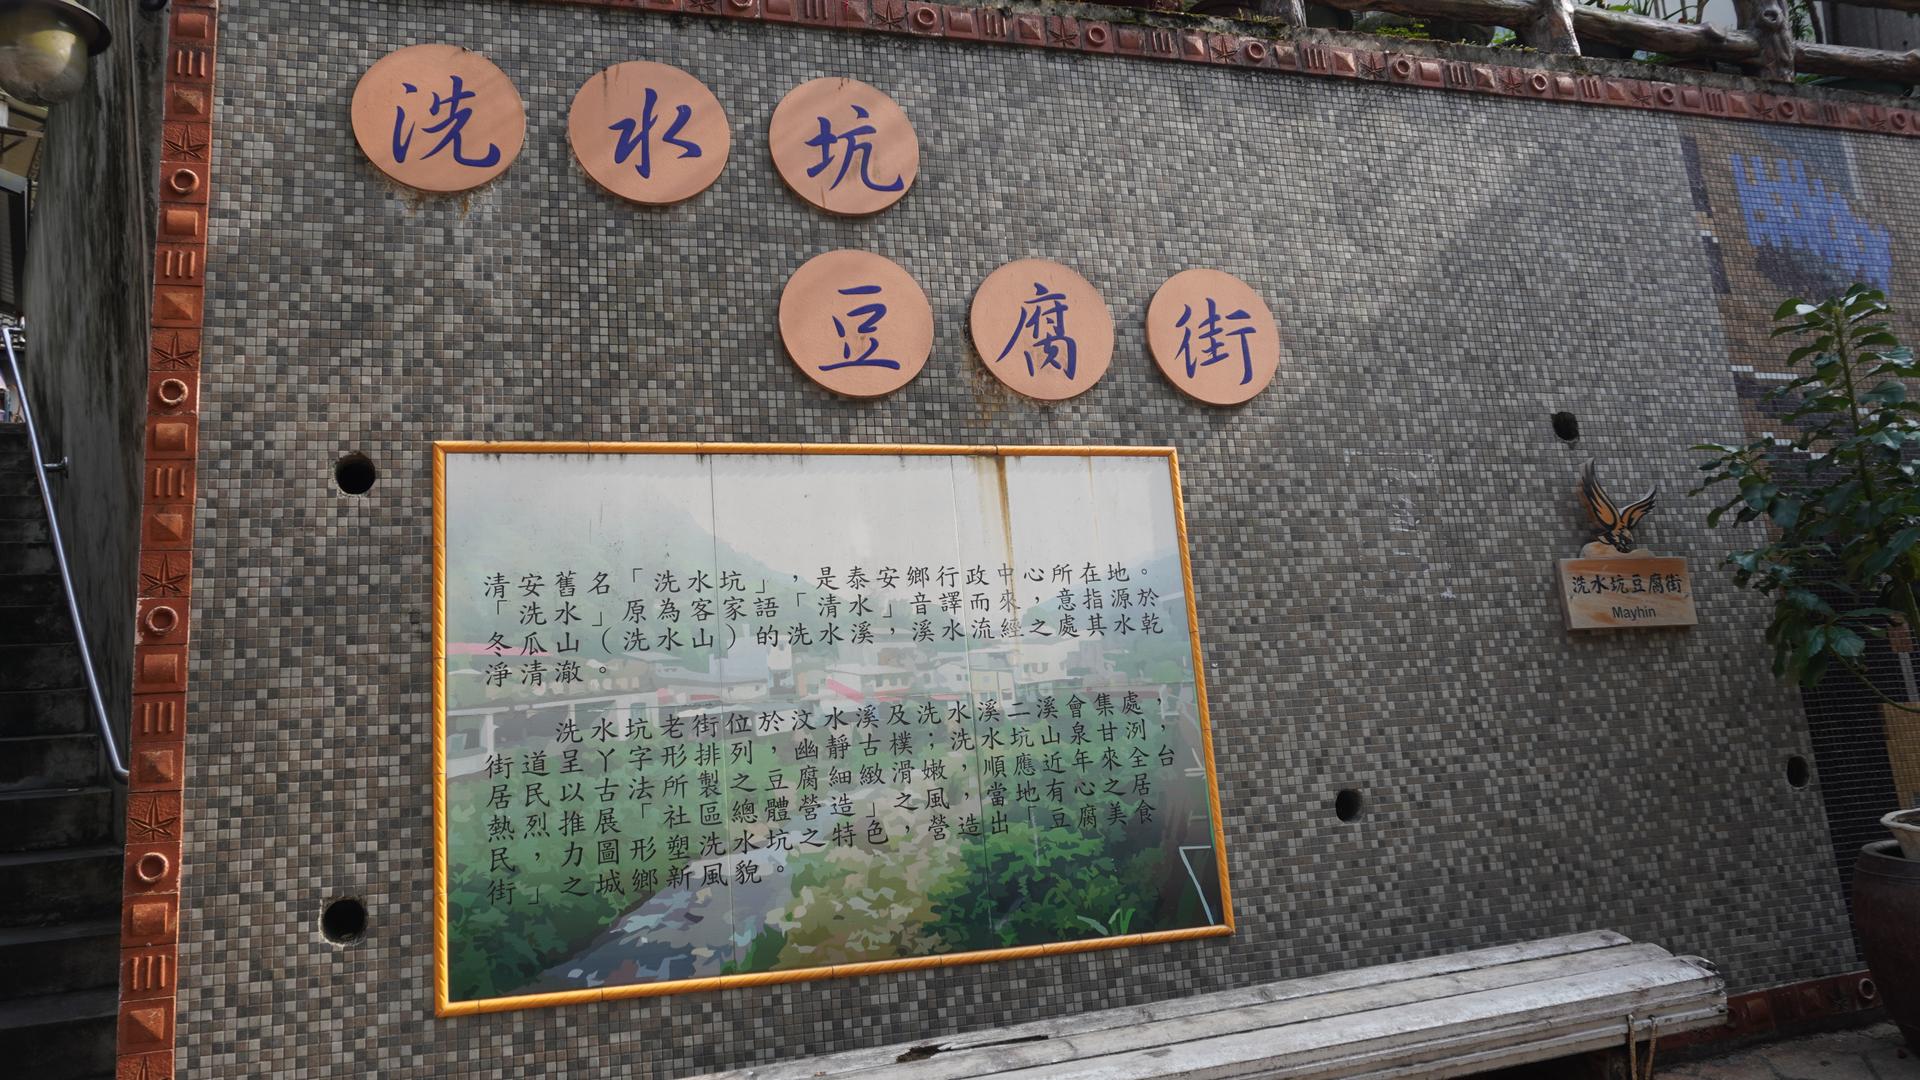 洗水坑
豆腐街
清安舊名「洗水坑」，是泰安鄉行政中心所在地。
「洗水」原為客家語「清水」音譯而來，意指源於
冬瓜山（洗水山）的洗水溪，溪水流經之處其水乾
淨清澈。
洗水坑老街位於汶水溪及洗水溪二溪會集處，
街道呈丫字形排列，幽靜古樸；洗水坑山泉甘洌，
居民以古法所製之豆腐細緻滑嫩，順應近年來全台
熱烈推展「社區總體營造」之風，當地有心之居
民，力圖形塑洗水坑之特色，營造出「豆腐美食
街」之城鄉新風貌。
洗水坑豆腐街
Mayhin